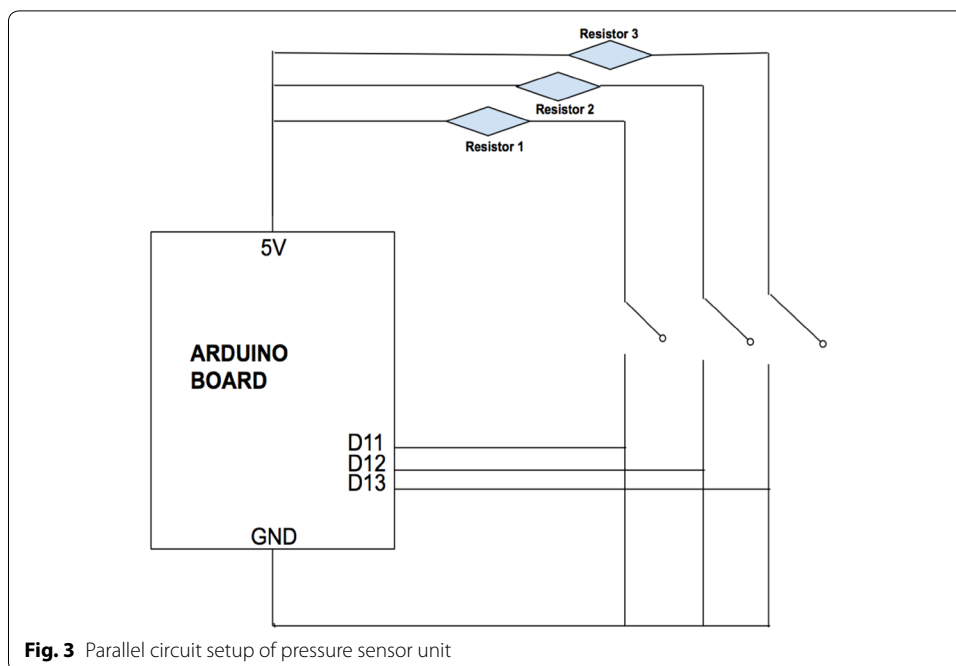 Resistor 3
Resistor 2
Resistor 1
5V
ARDUINO
BOARD
D11
D12
D13
GND
Fig. 3 Parallel circuit setup of pressure sensor unit